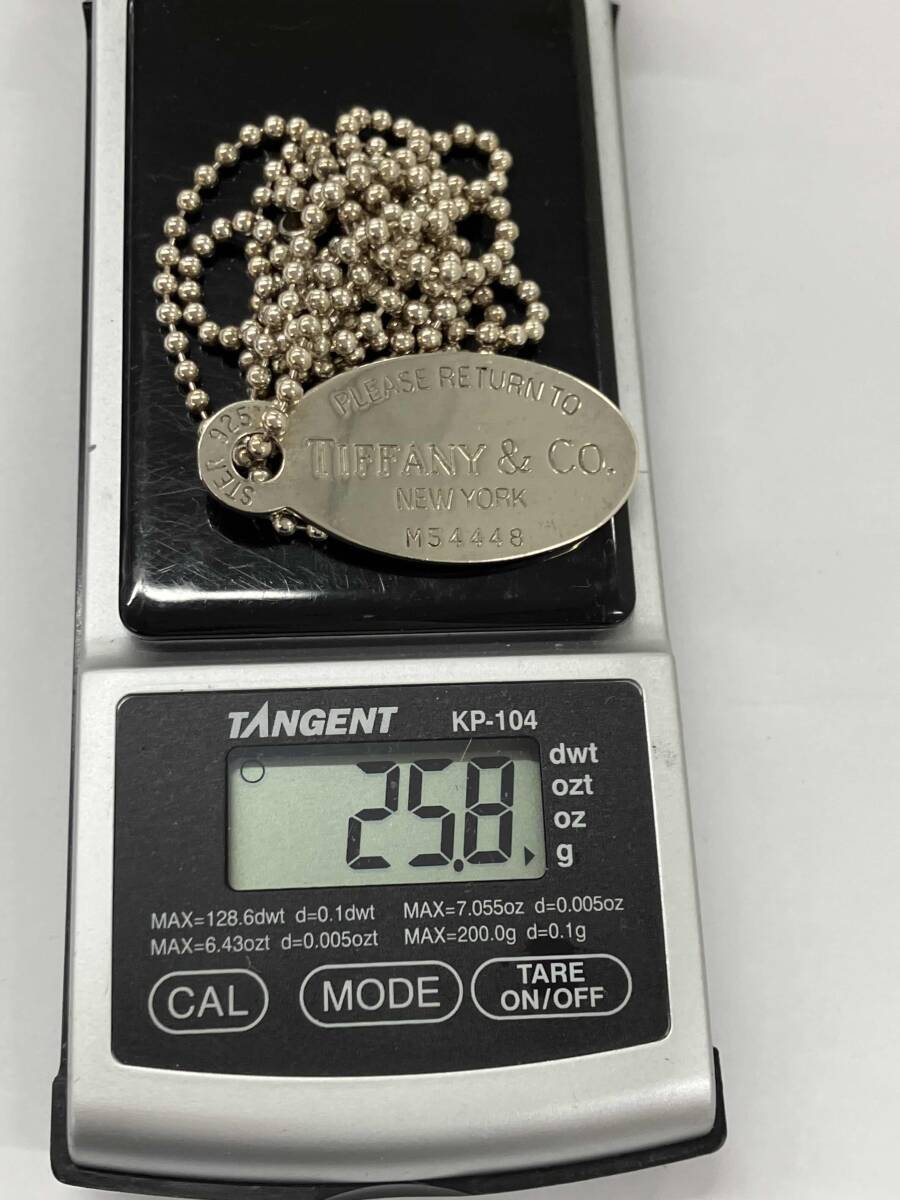 PLEASE RETURN TO
STER 925
TIFFANY & CO.
NEW YORK
M54448
TANGENT KP-104
dwt
ozt
oz
25.8 g
MAX=128.6dwt d=0.1dwt MAX=7.055oz d=0.005oz
MAX=6.43ozt d=0.005ozt MAX=200.0g d=0.1g
CAL MODE TARE ON/OFF